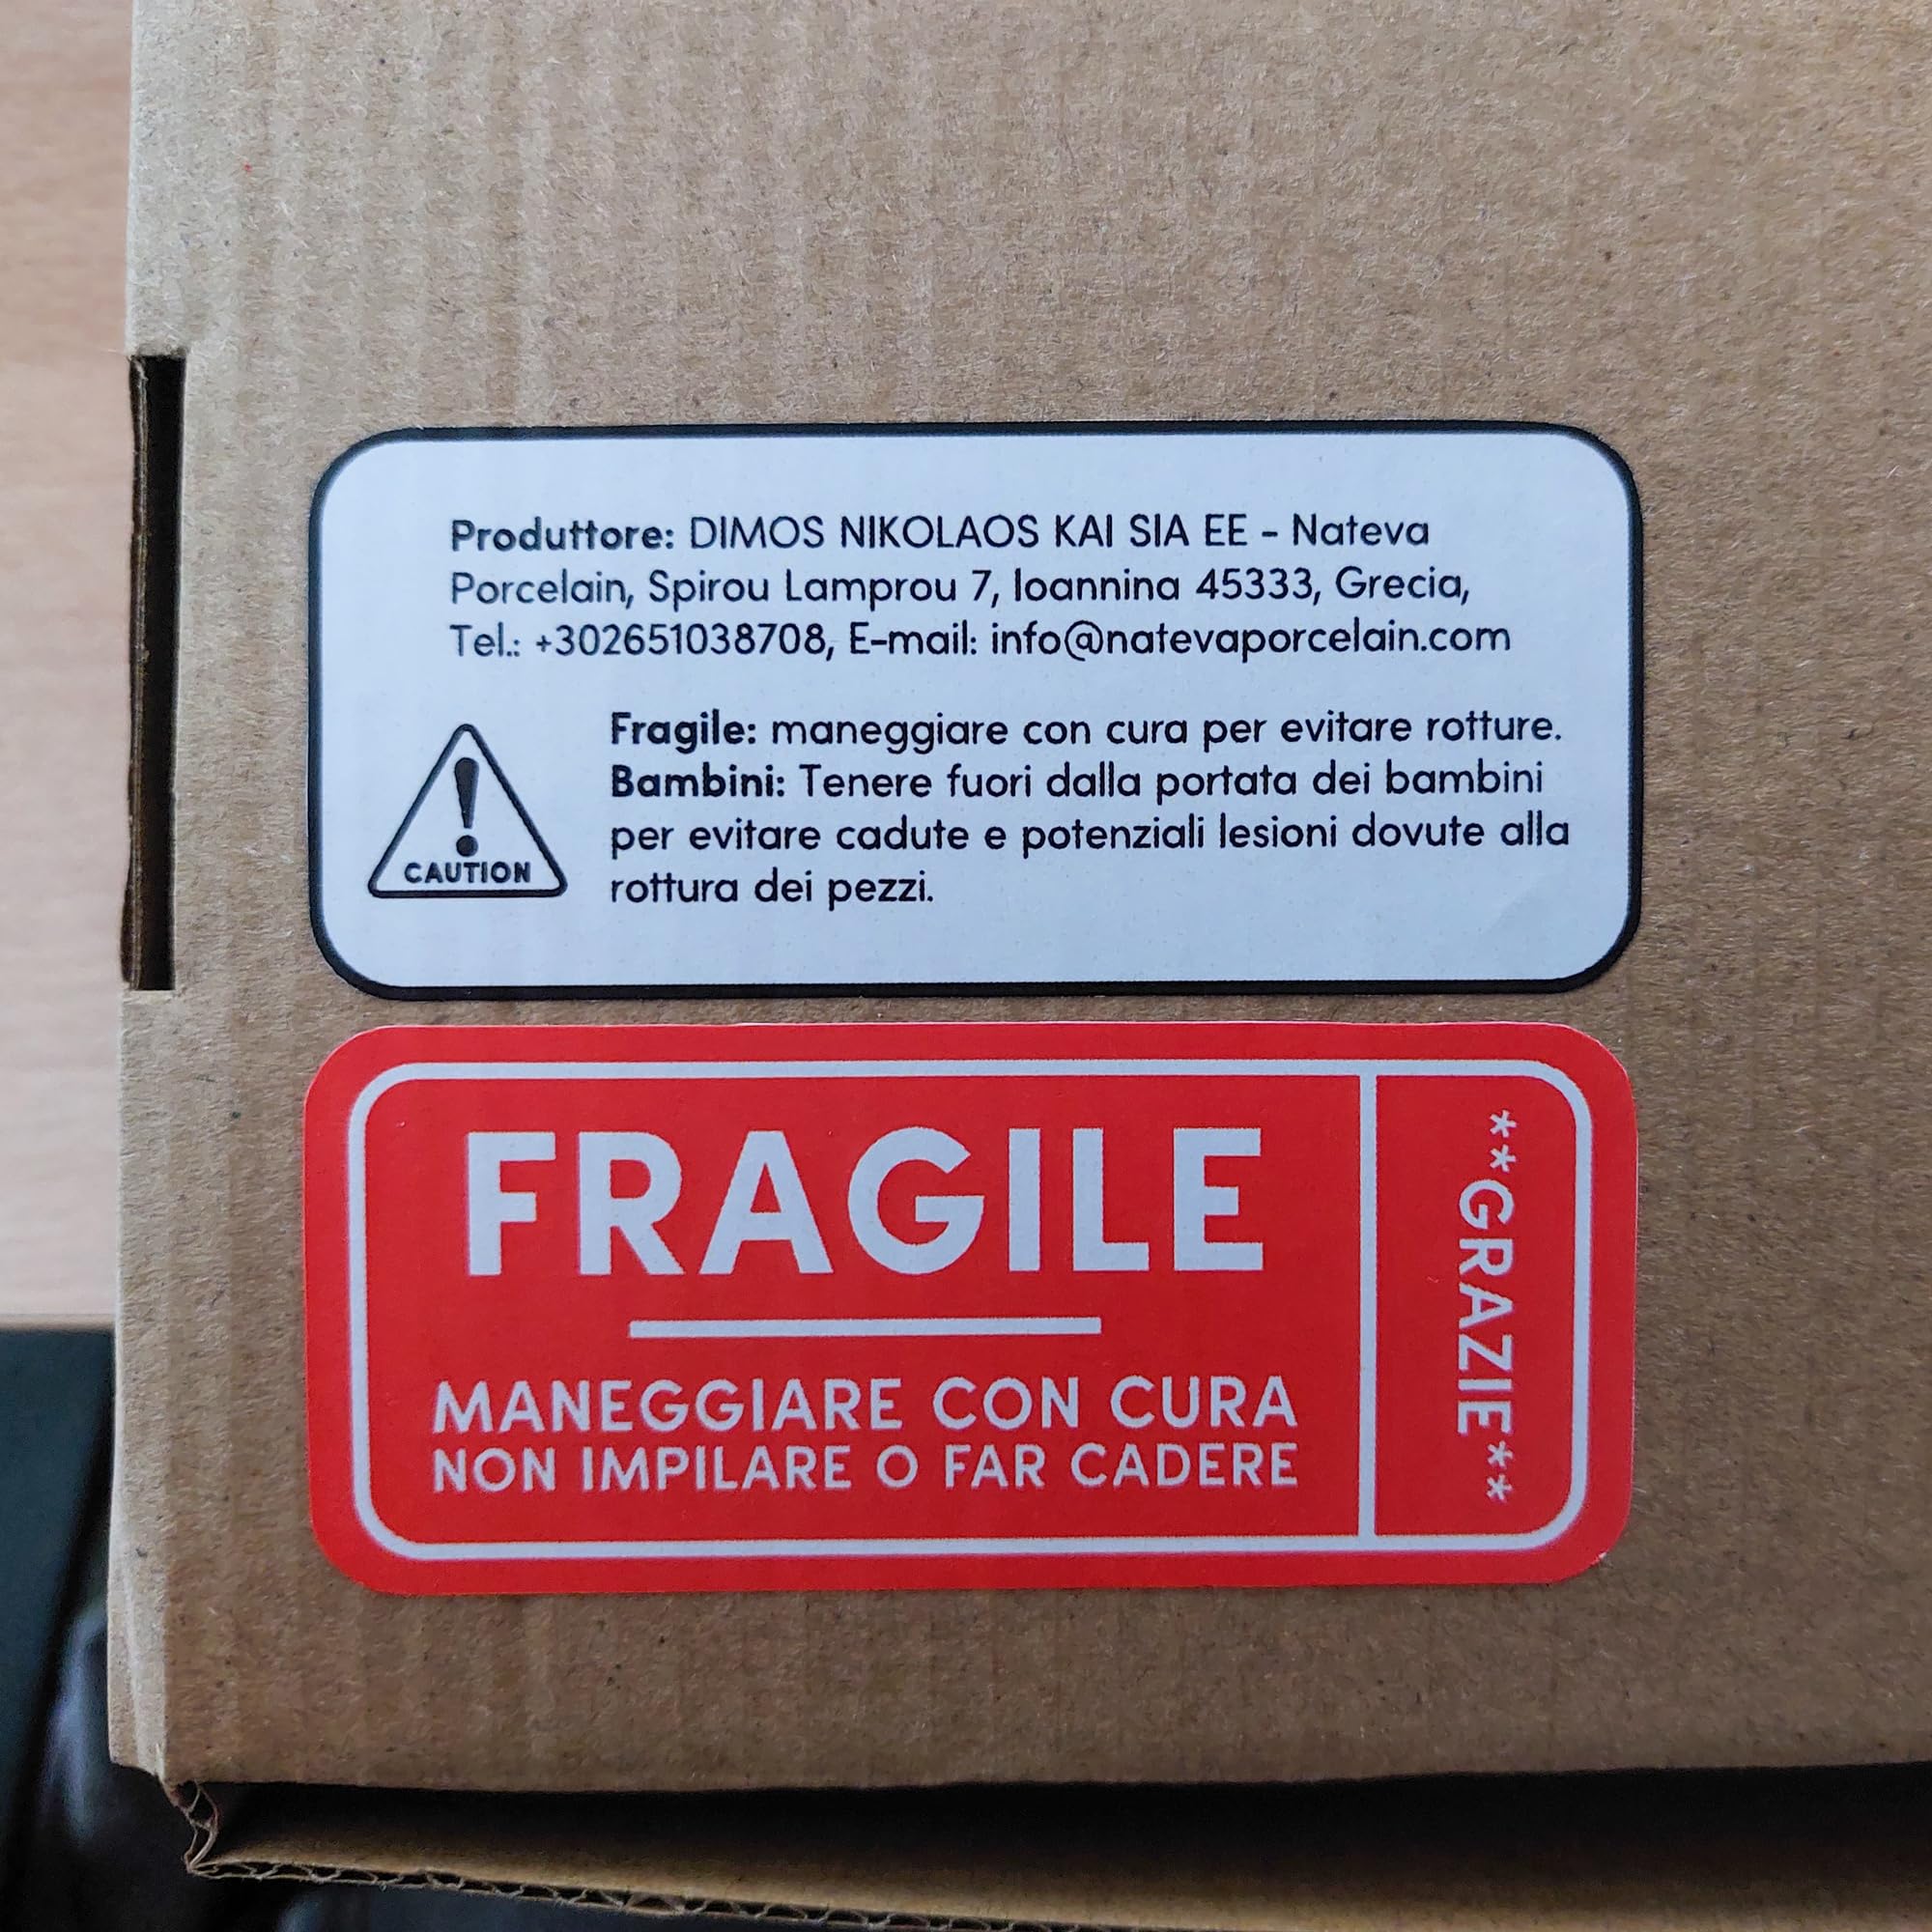 Produttore: DIMOS NIKOLAOS KAI SIA EE - Nateva
Porcelain, Spirou Lamprou 7, Ioannina 45333, Grecia,
Tel.: +302651038708, E-mail: info@natevaporcelain.com
CAUTION
Fragile: maneggiare con cura per evitare rotture.
Bambini: Tenere fuori dalla portata dei bambini
per evitare cadute e potenziali lesioni dovute alla
rottura dei pezzi.
FRAGILE
MANEGGIARE CON CURA
NON IMPILARE O FAR CADERE
**GRAZIE**